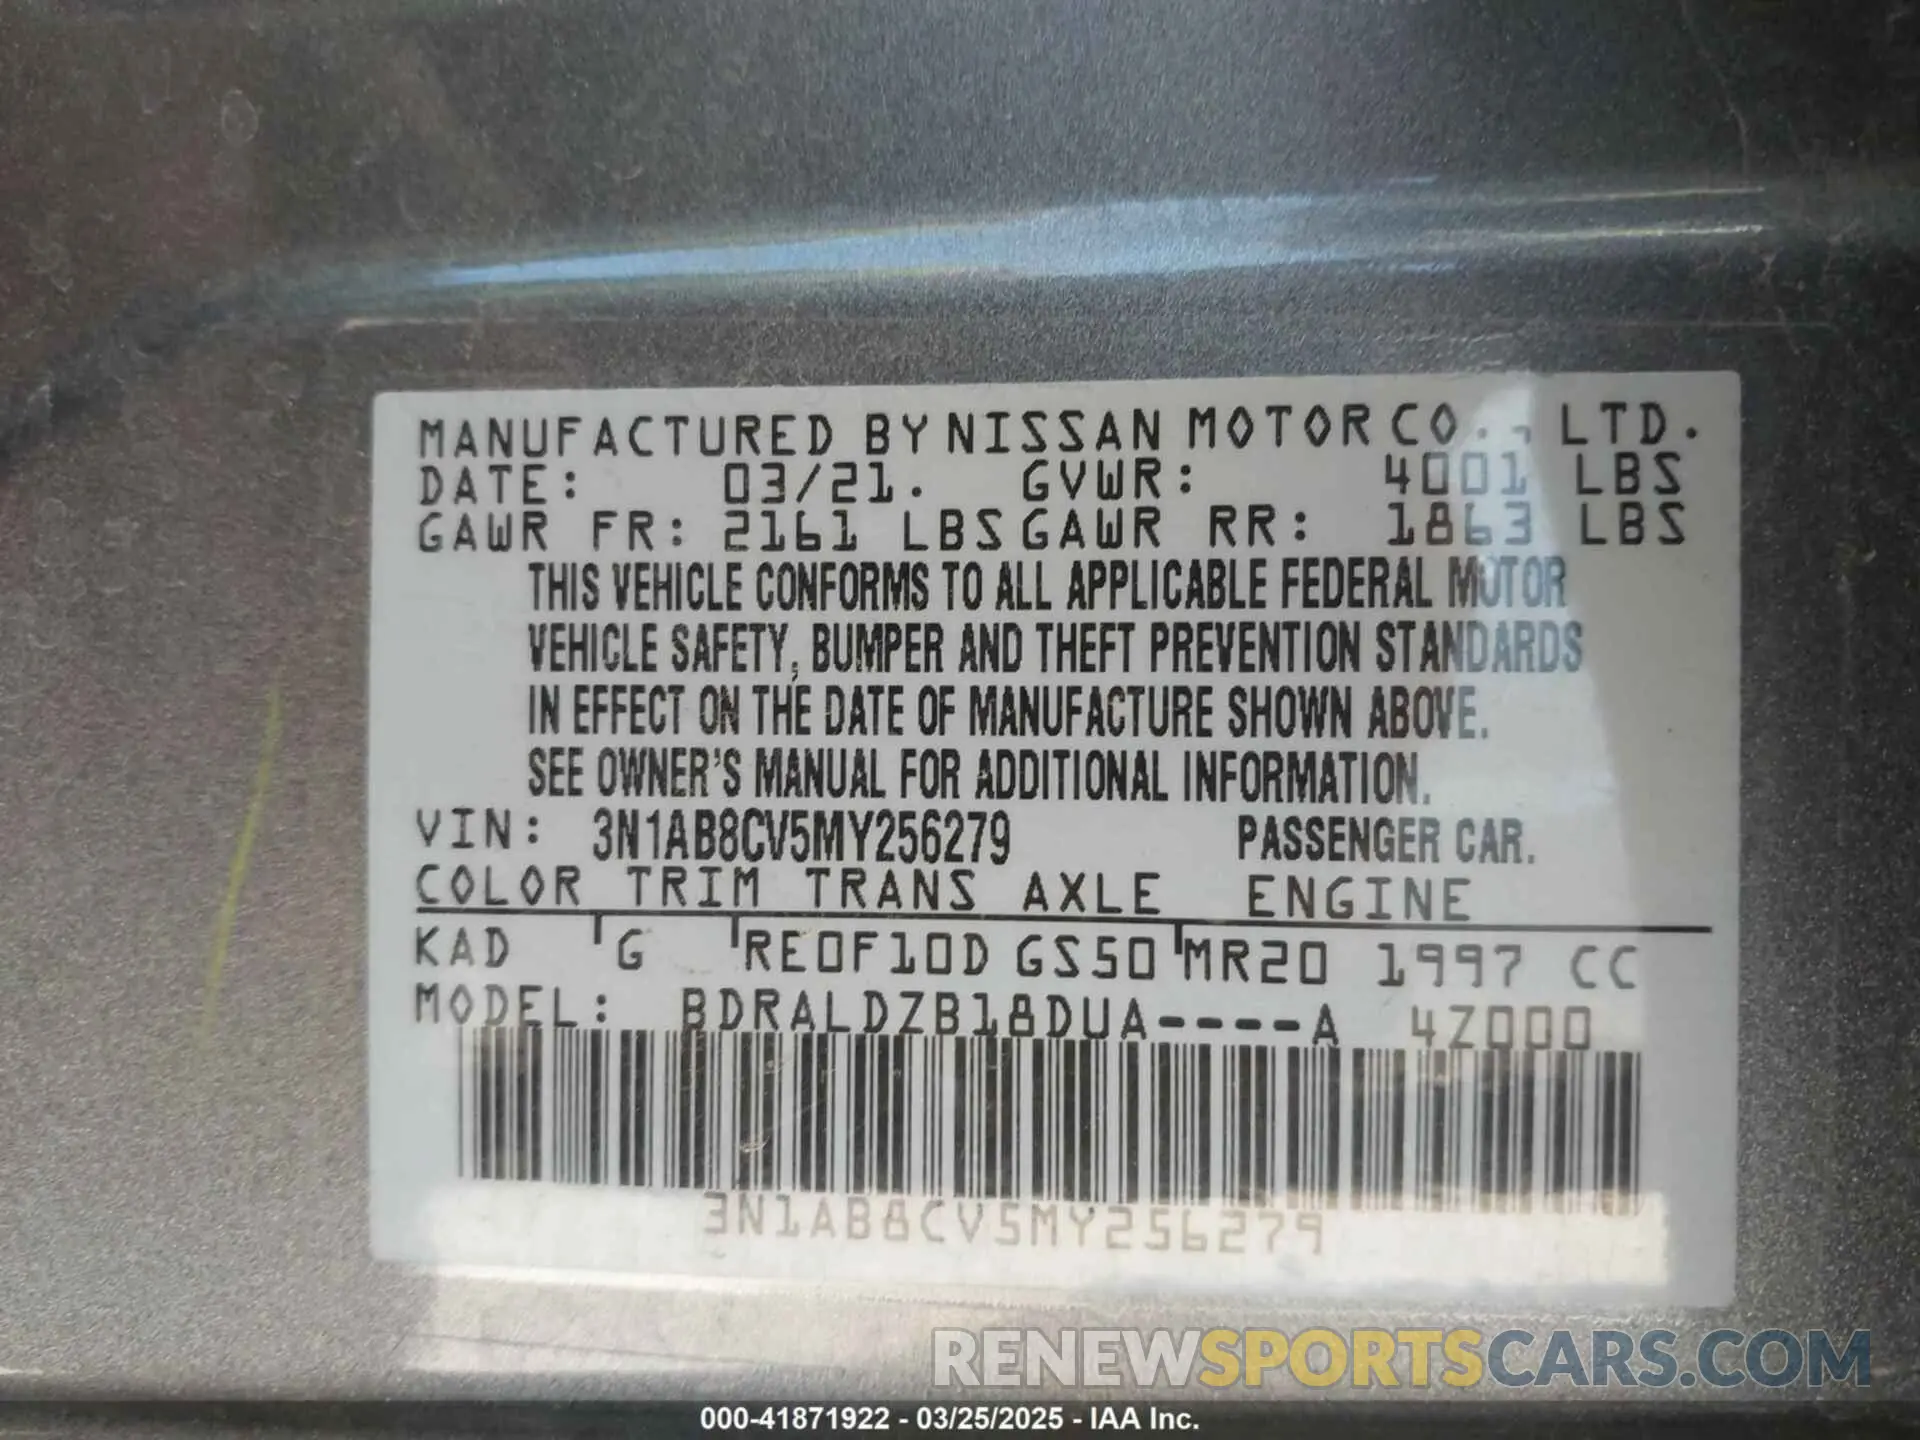 MANUFACTURED BY NISSAN MOTOR CO., LTD.
DATE: 03/21. GVWR: 4001 LBS
GAWR FR: 2161 LBS GAWR RR: 1863 LBS
THIS VEHICLE CONFORMS TO ALL APPLICABLE FEDERAL MOTOR
VEHICLE SAFETY, BUMPER AND THEFT PREVENTION STANDARDS
IN EFFECT ON THE DATE OF MANUFACTURE SHOWN ABOVE.
SEE OWNER'S MANUAL FOR ADDITIONAL INFORMATION.
VIN: 3N1AB8CV5MY256279 PASSENGER CAR.
COLOR TRIM TRANS AXLE ENGINE
KAD G RE0F10D GS50 MR20 1997 CC
MODEL: BDRALDZB18DUA----A 4Z000
3N1AB8CV5MY256279
RENEWSPORTSCARS.COM
000-41871922 - 03/25/2025 - IAA Inc.